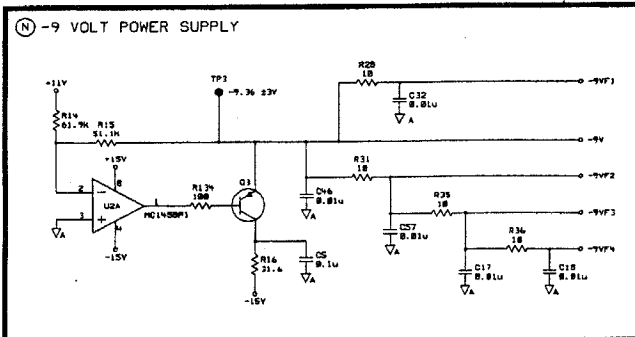 N -9 VOLT POWER SUPPLY
R28
10
-9VF1
TP3
-9.36 ±3V
C32
0.01u
A
+11V
R14
61.9K
R15
51.1K
-9V
+15V
R31
10
-9VF2
2
8
Q3
C46
0.01u
A
R134
100
1
U2A
3
4
MC1458P1
A
-15V
R35
10
-9VF3
C57
0.01u
A
R36
10
-9VF4
R16
31.6
C5
0.1u
A
C17
0.01u
A
C18
0.01u
A
-15V